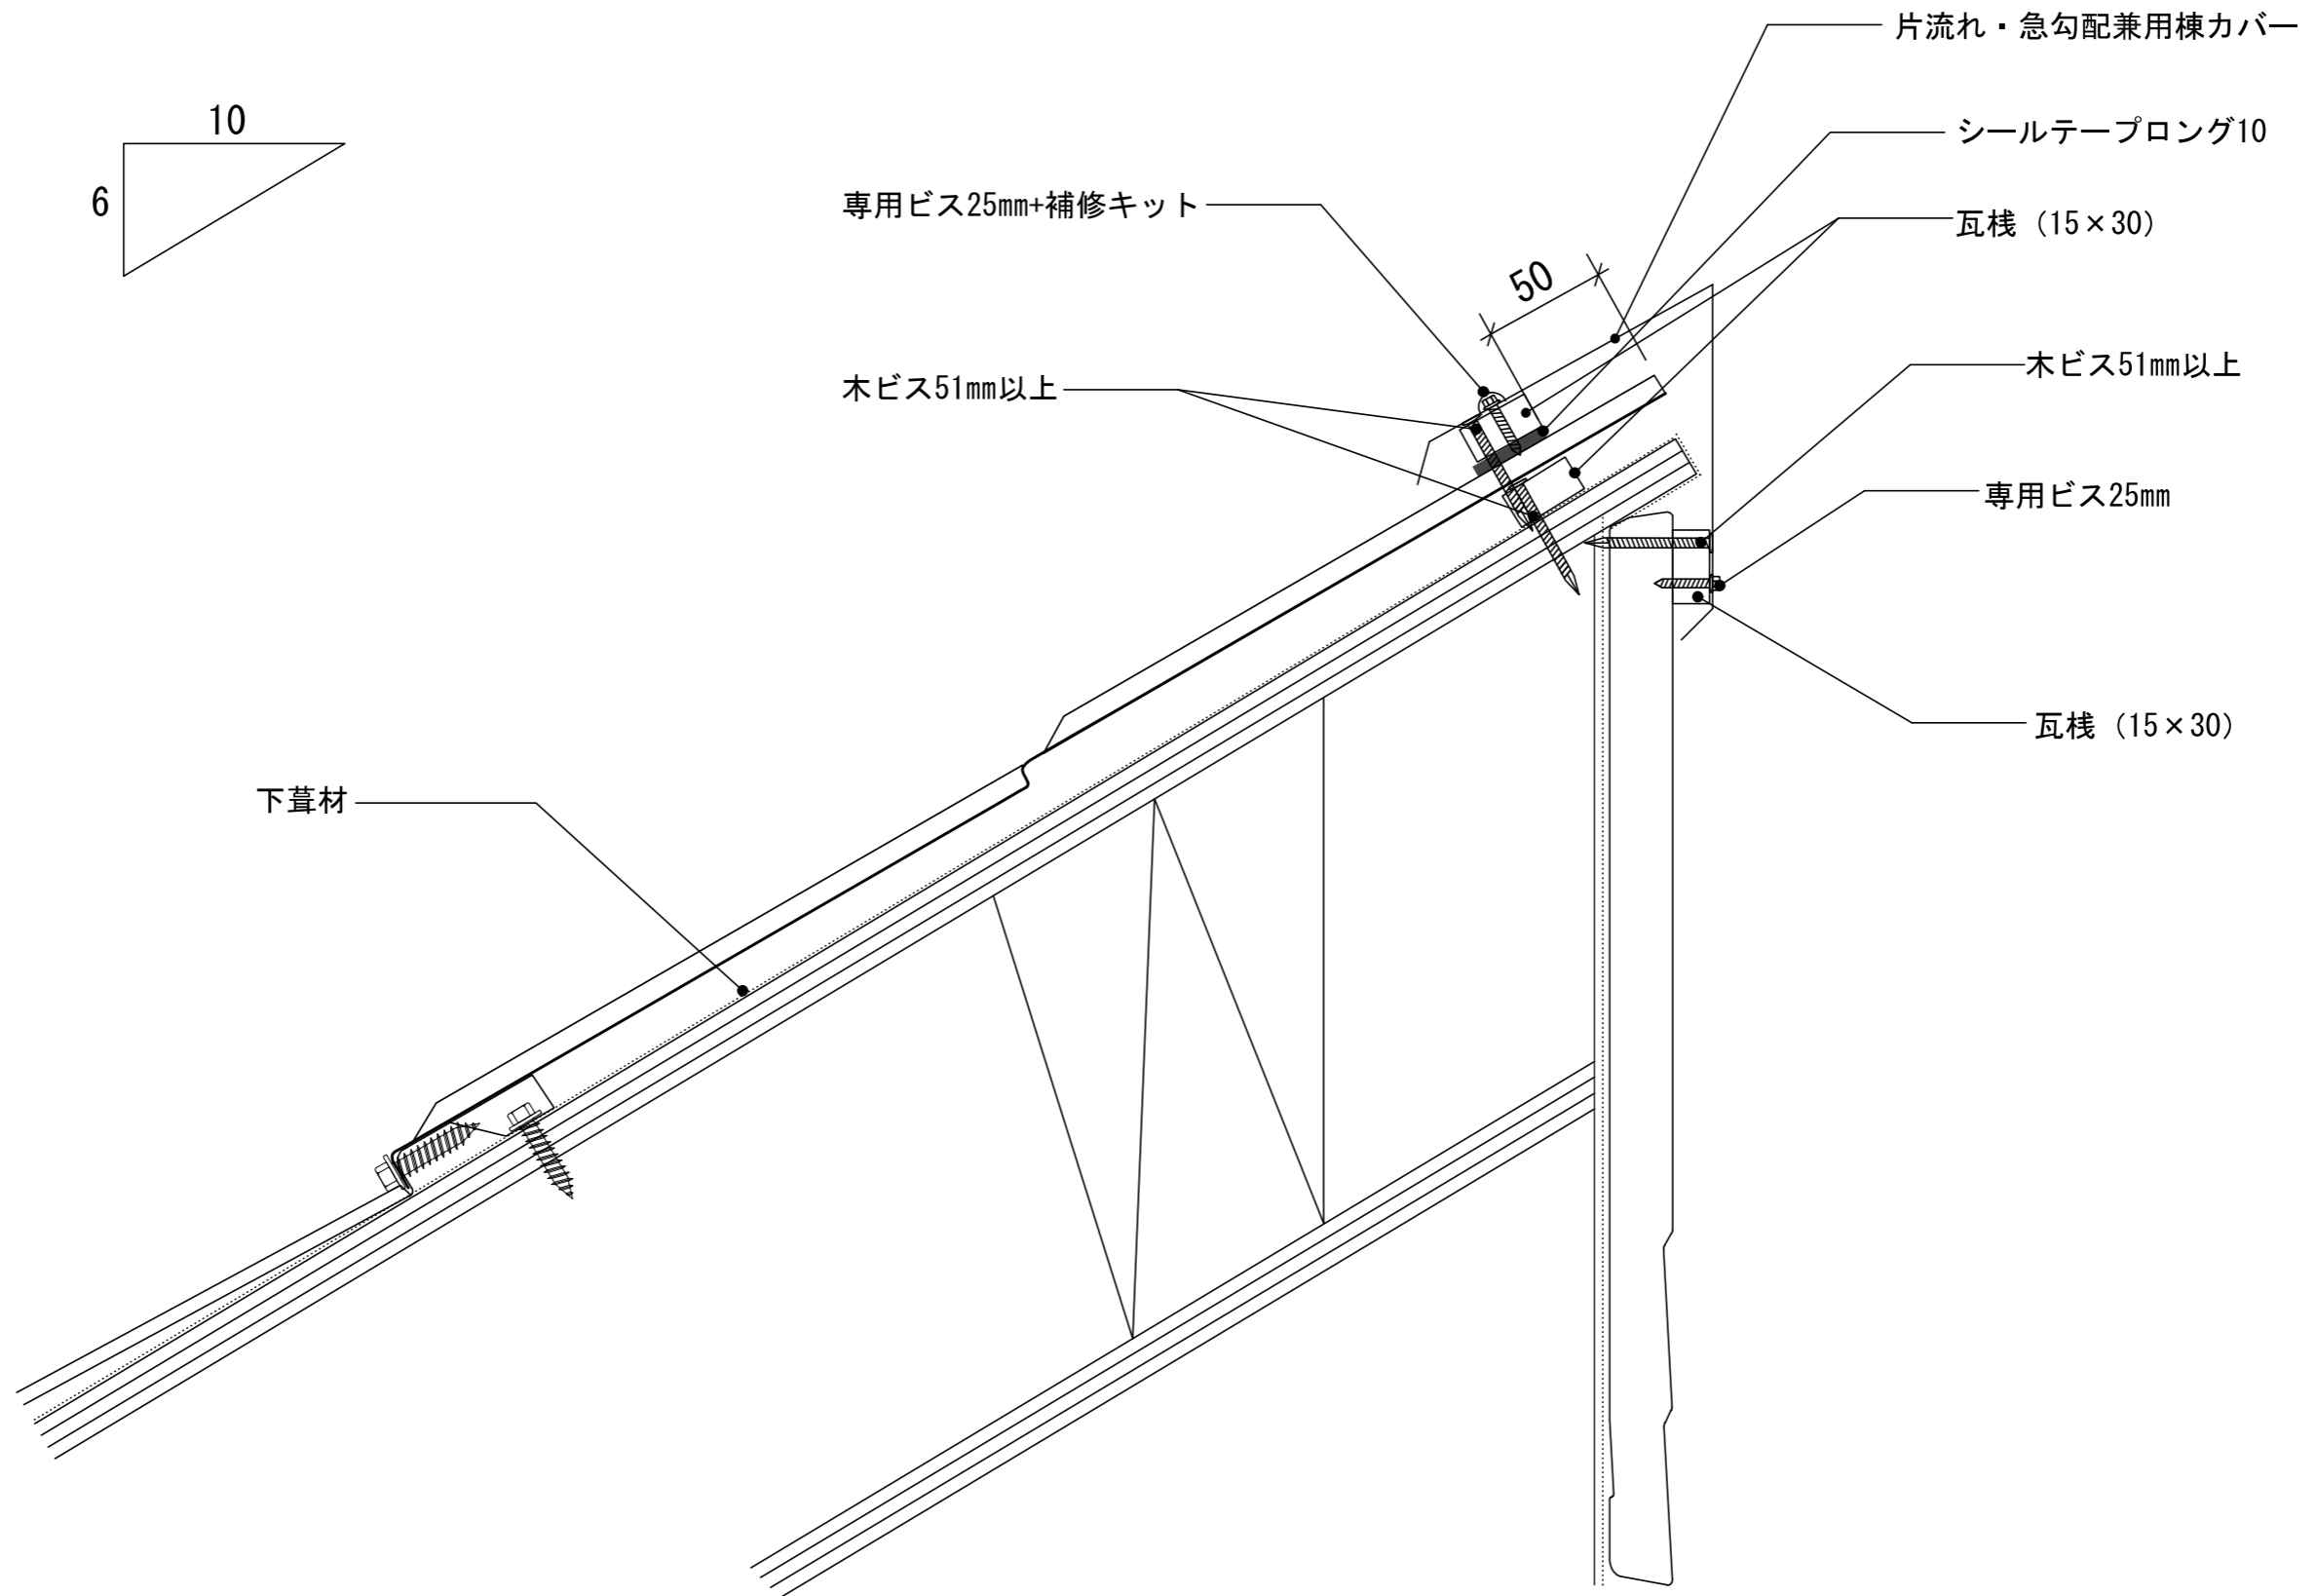 片流れ・急勾配兼用棟カバー
10
シールテープロング10
6
専用ビス25mm+補修キット
瓦桟（15×30）
50
木ビス51mm以上
木ビス51mm以上
専用ビス25mm
瓦桟（15×30）
下葺材